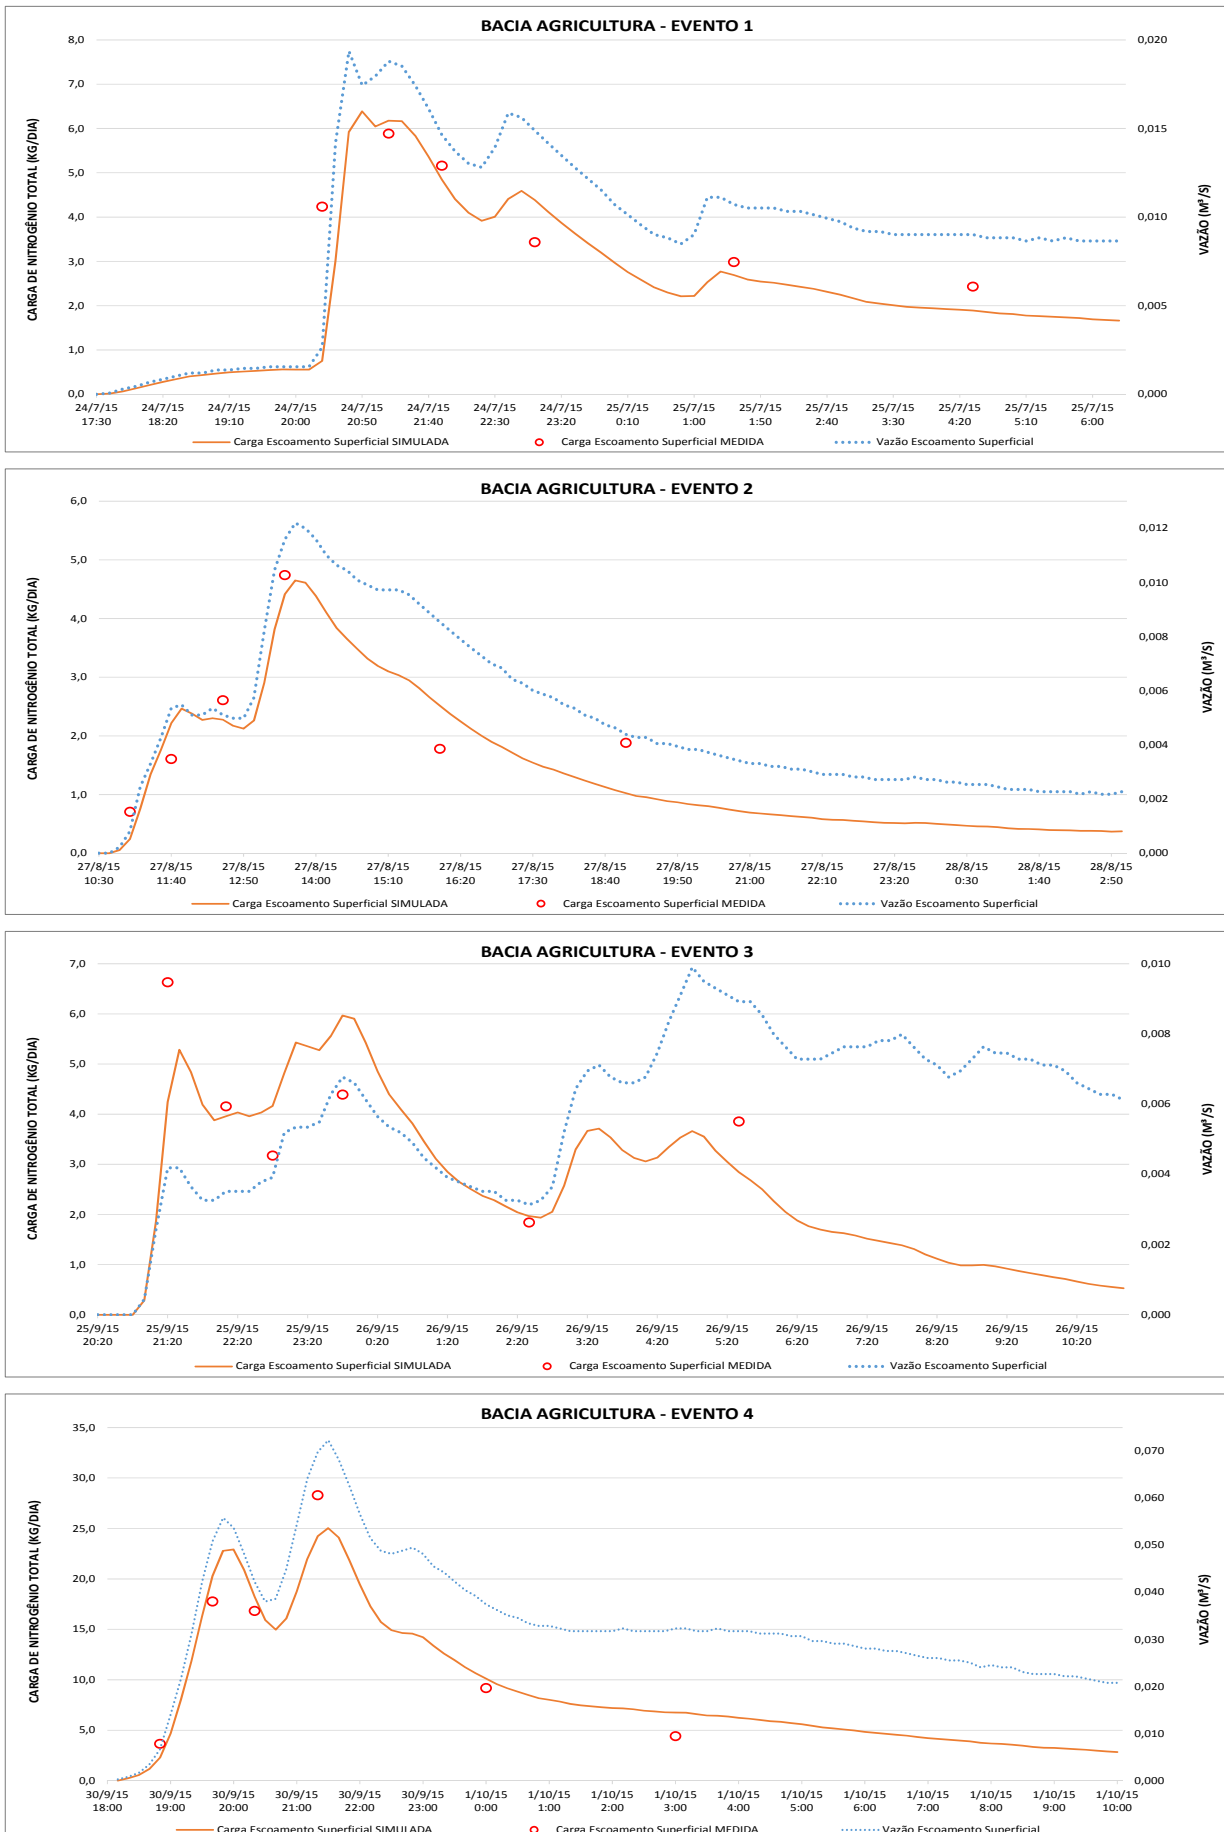 BACIA AGRICULTURA - EVENTO 1
CARGA DE NITROGÊNIO TOTAL (KG/DIA)
8,0
7,0
6,0
5,0
4,0
3,0
2,0
1,0
0,0
0,020
0,015
0,010
0,005
0,000
VAZÃO (M³/S)
24/7/15 24/7/15 24/7/15 24/7/15 24/7/15 24/7/15 24/7/15 24/7/15 25/7/15 25/7/15 25/7/15 25/7/15 25/7/15 25/7/15 25/7/15 25/7/15
17:30 18:20 19:10 20:00 20:50 21:40 22:30 23:20 0:10 1:00 1:50 2:40 3:30 4:20 5:10 6:00
Carga Escoamento Superficial SIMULADA Carga Escoamento Superficial MEDIDA Vazão Escoamento Superficial
BACIA AGRICULTURA - EVENTO 2
CARGA DE NITROGÊNIO TOTAL (KG/DIA)
6,0
5,0
4,0
3,0
2,0
1,0
0,0
0,012
0,010
0,008
0,006
0,004
0,002
0,000
VAZÃO (M³/S)
27/8/15 27/8/15 27/8/15 27/8/15 27/8/15 27/8/15 27/8/15 27/8/15 27/8/15 27/8/15 27/8/15 27/8/15 28/8/15 28/8/15 28/8/15
10:30 11:40 12:50 14:00 15:10 16:20 17:30 18:40 19:50 21:00 22:10 23:20 0:30 1:40 2:50
Carga Escoamento Superficial SIMULADA Carga Escoamento Superficial MEDIDA Vazão Escoamento Superficial
BACIA AGRICULTURA - EVENTO 3
CARGA DE NITROGÊNIO TOTAL (KG/DIA)
7,0
6,0
5,0
4,0
3,0
2,0
1,0
0,0
0,010
0,008
0,006
0,004
0,002
0,000
VAZÃO (M³/S)
25/9/15 25/9/15 25/9/15 25/9/15 26/9/15 26/9/15 26/9/15 26/9/15 26/9/15 26/9/15 26/9/15 26/9/15 26/9/15 26/9/15 26/9/15
20:20 21:20 22:20 23:20 0:20 1:20 2:20 3:20 4:20 5:20 6:20 7:20 8:20 9:20 10:20
Carga Escoamento Superficial SIMULADA Carga Escoamento Superficial MEDIDA Vazão Escoamento Superficial
BACIA AGRICULTURA - EVENTO 4
CARGA DE NITROGÊNIO TOTAL (KG/DIA)
35,0
30,0
25,0
20,0
15,0
10,0
5,0
0,0
0,070
0,060
0,050
0,040
0,030
0,020
0,010
0,000
VAZÃO (M³/S)
30/9/15 30/9/15 30/9/15 30/9/15 30/9/15 30/9/15 1/10/15 1/10/15 1/10/15 1/10/15 1/10/15 1/10/15 1/10/15 1/10/15 1/10/15 1/10/15 1/10/15
18:00 19:00 20:00 21:00 22:00 23:00 0:00 1:00 2:00 3:00 4:00 5:00 6:00 7:00 8:00 9:00 10:00
Carga Escoamento Superficial SIMULADA Carga Escoamento Superficial MEDIDA Vazão Escoamento Superficial